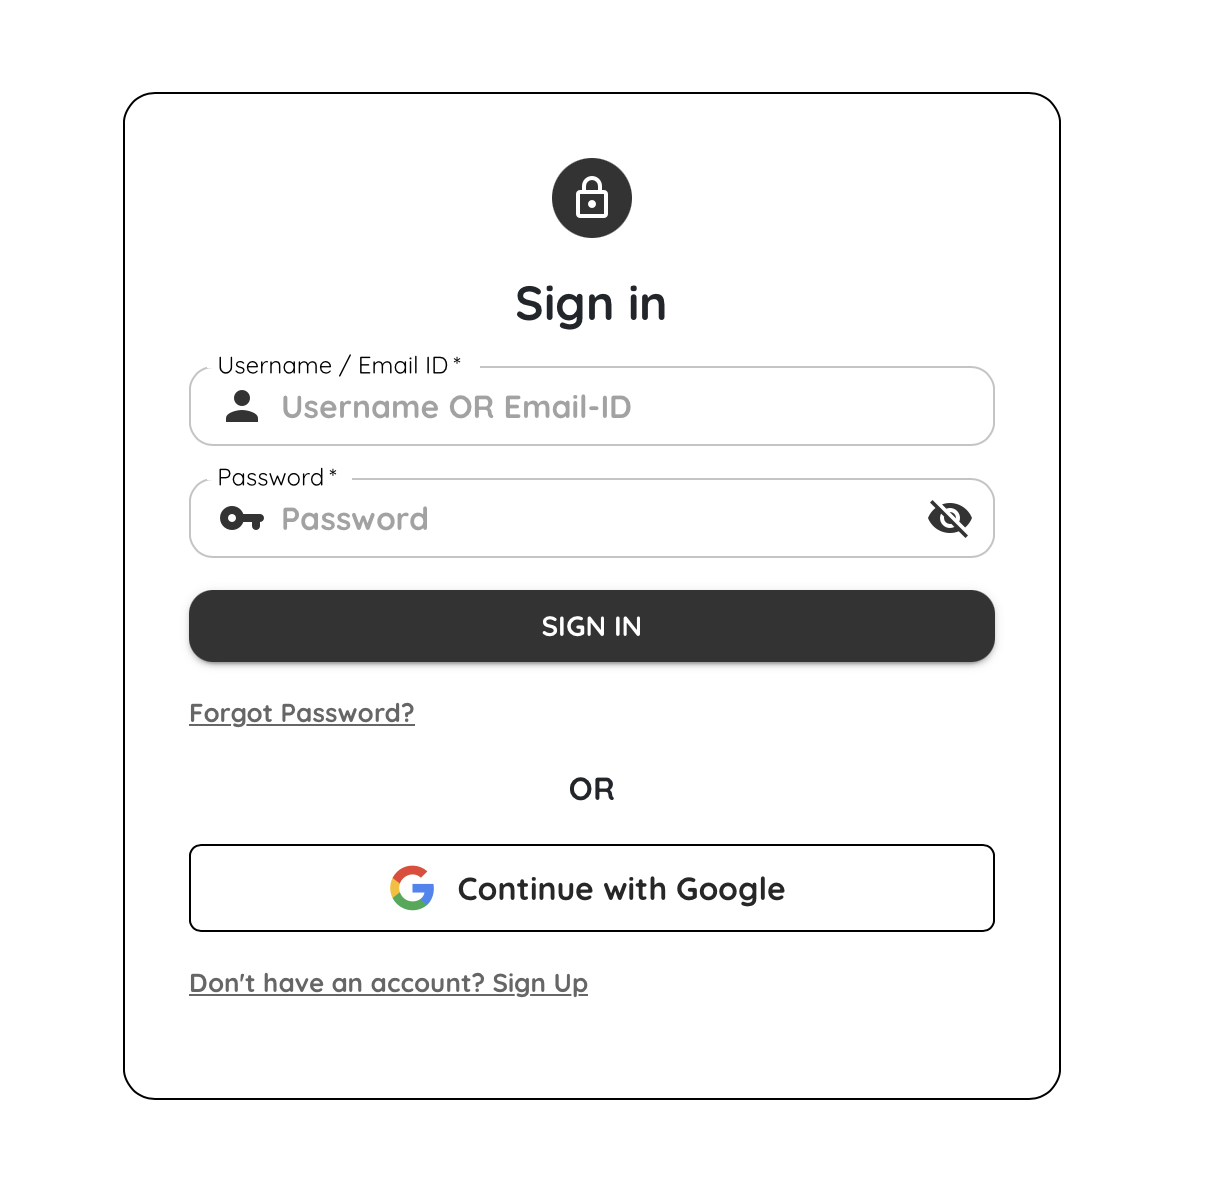 Sign in
Username / Email ID *
Username OR Email-ID
Password *
Password
SIGN IN
Forgot Password?
OR
Continue with Google
Don't have an account? Sign Up